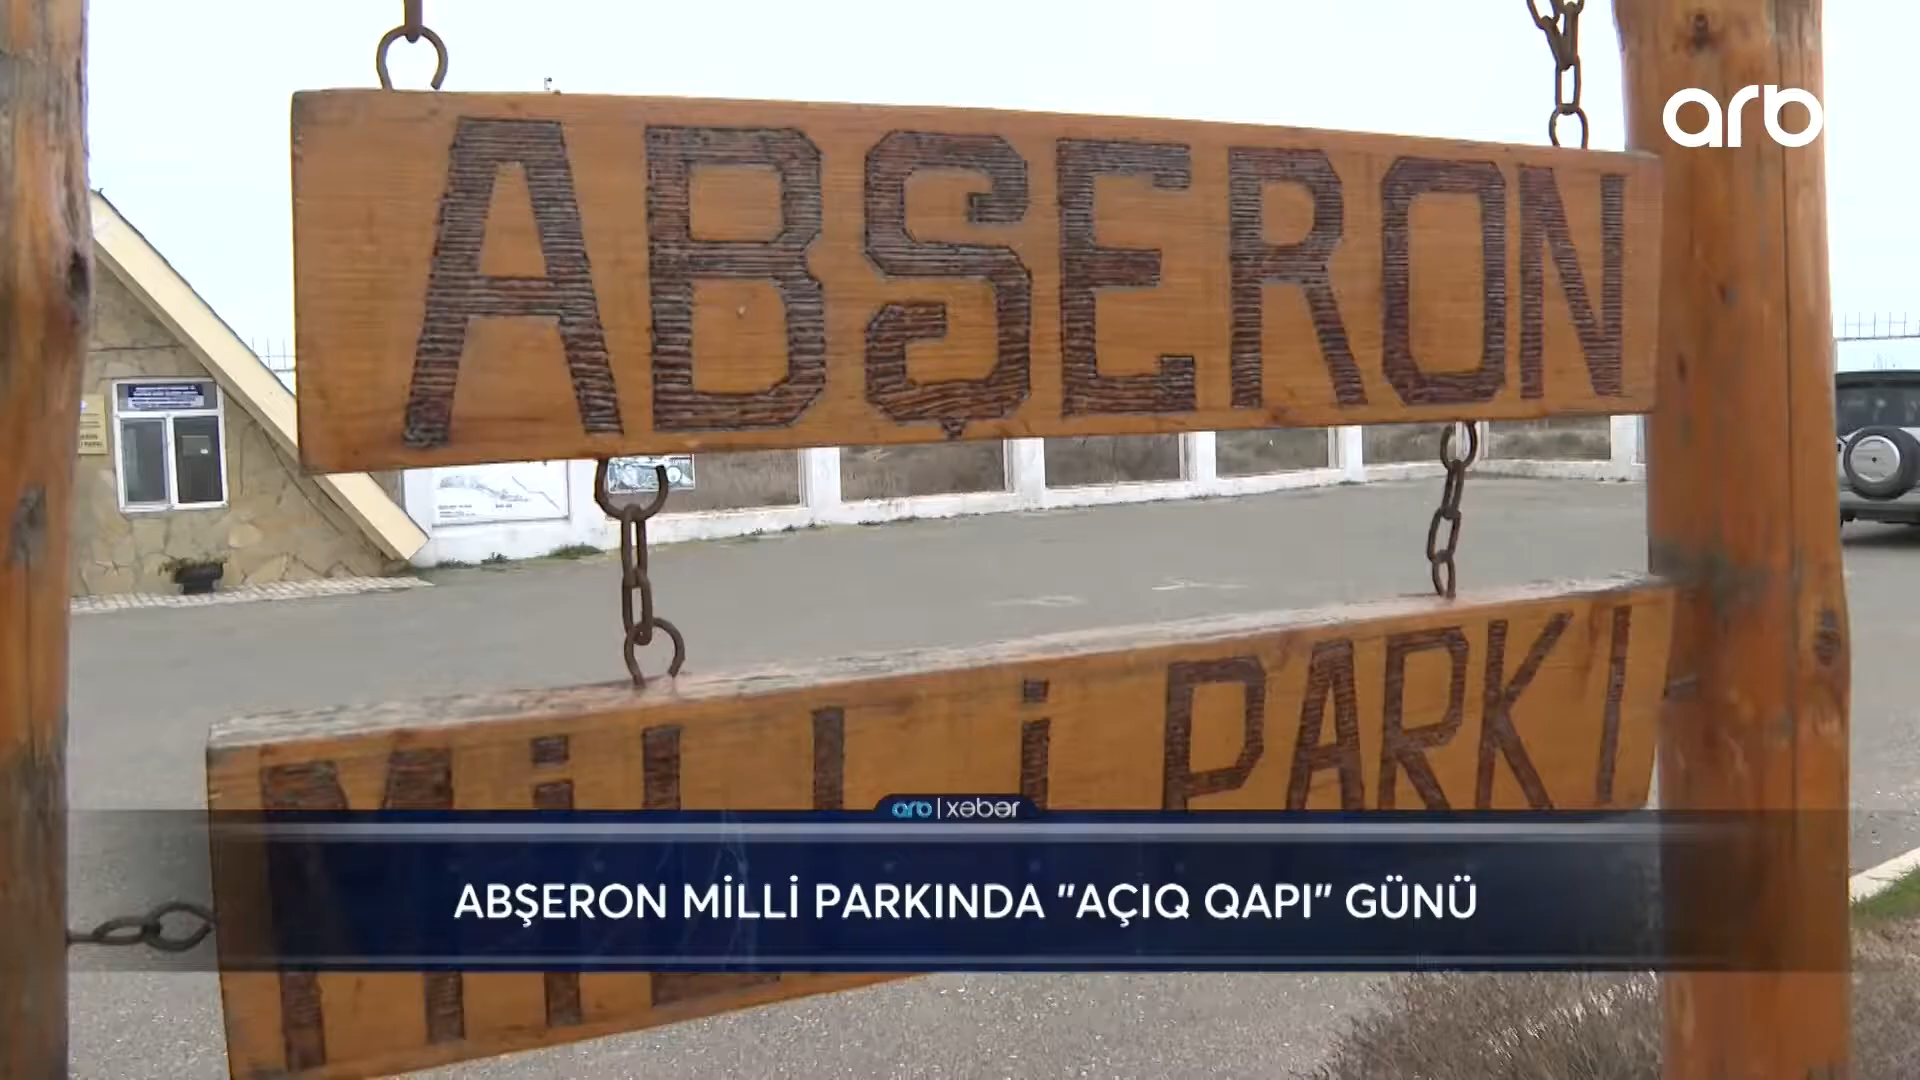 arb
ABŞERON
MİLLİ PARKI
arb | xəbər
ABŞERON MİLLİ PARKINDA "AÇIQ QAPI" GÜNÜ